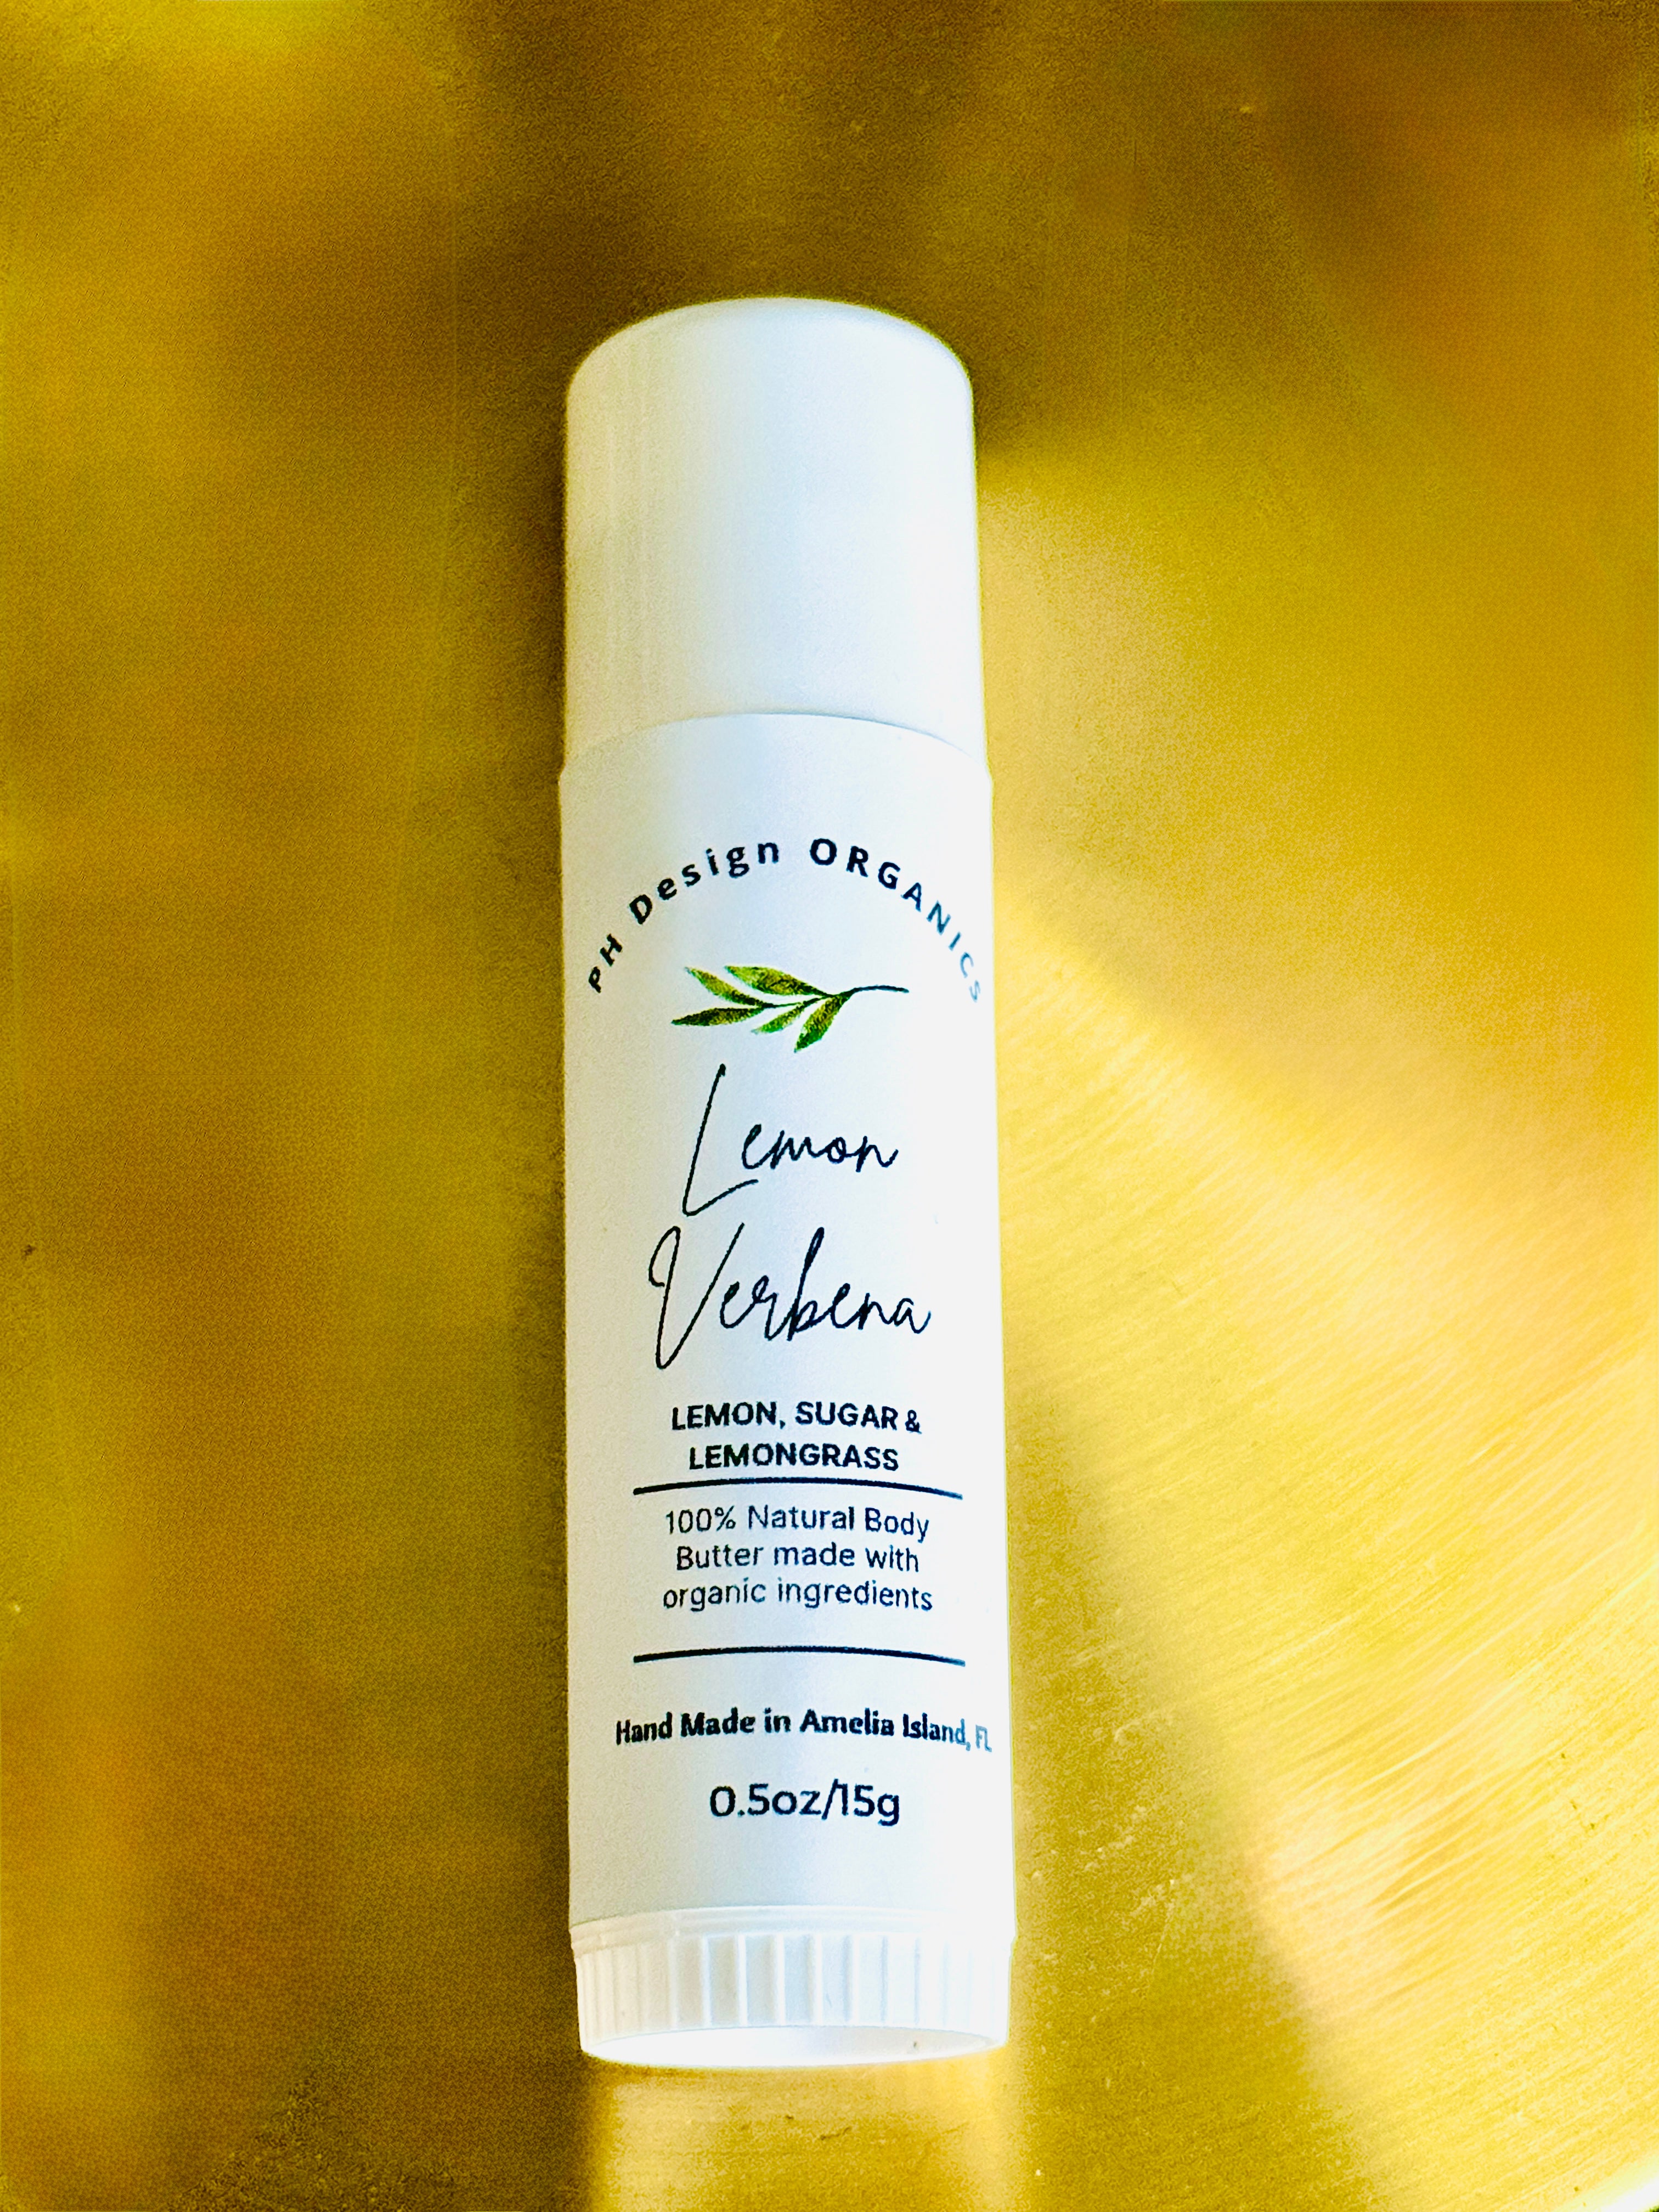 PH Design ORGANICS
Lemon
Verbena
LEMON, SUGAR &
LEMONGRASS
100% Natural Body
Butter made with
organic ingredients
Hand Made in Amelia Island, FL
0.5oz/15g